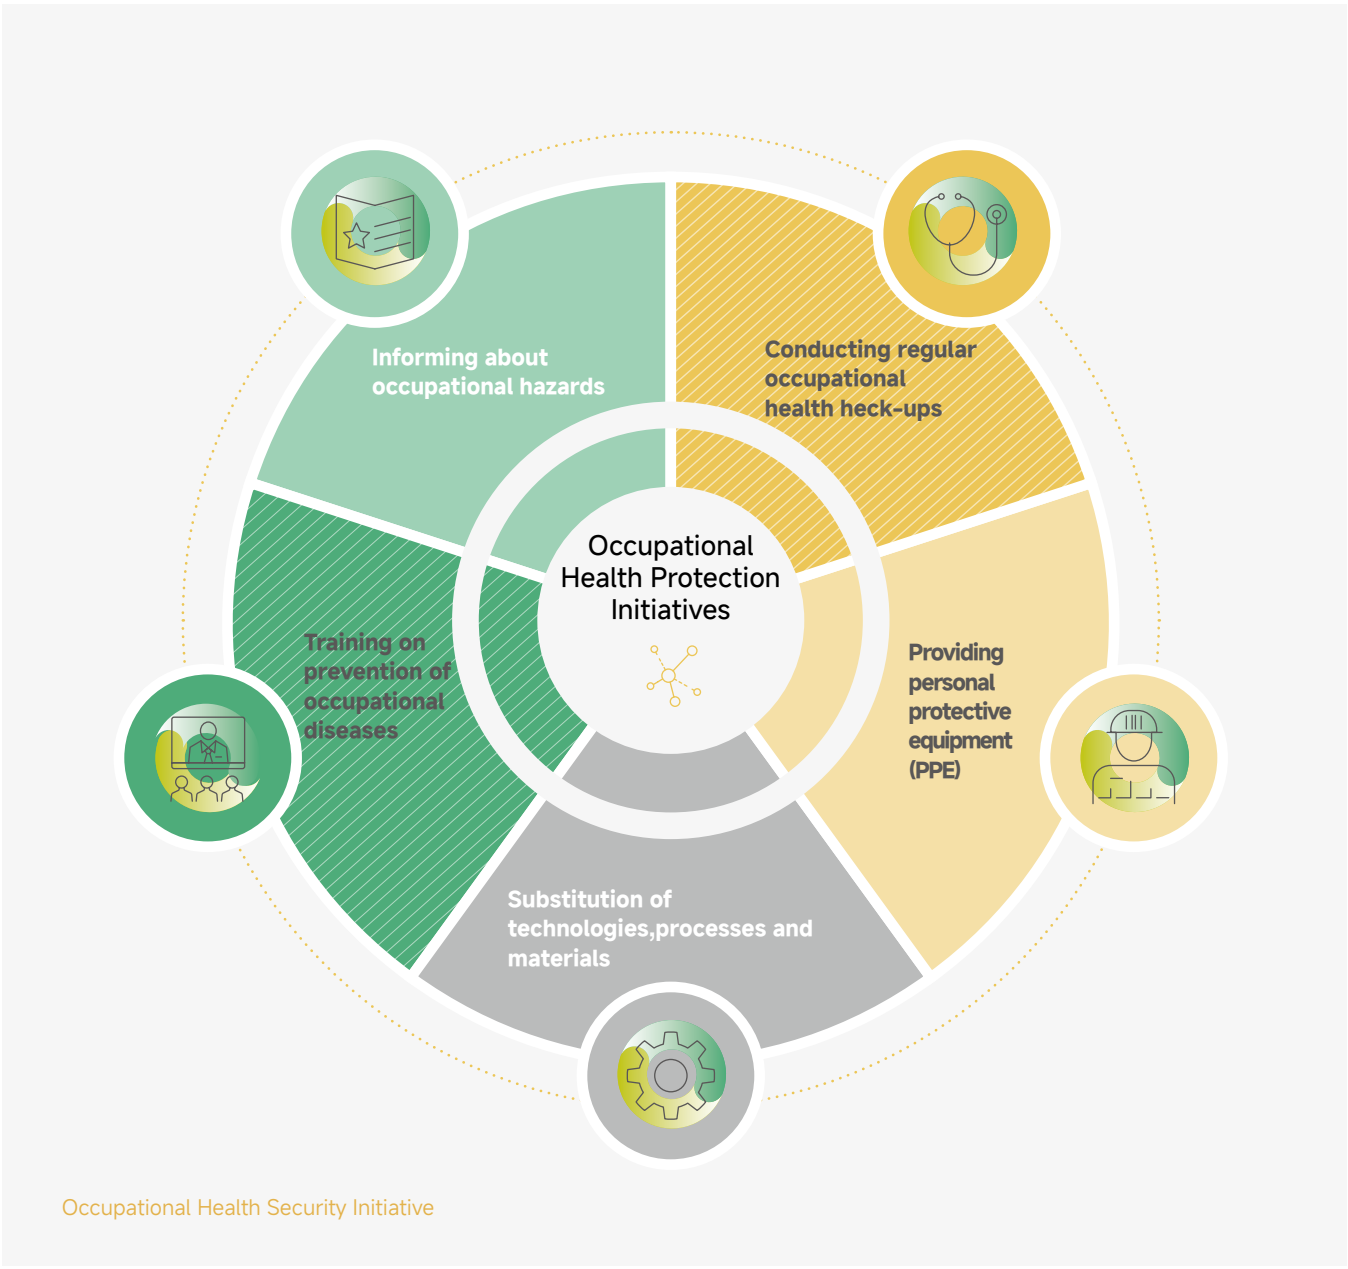 Informing about
occupational hazards
Conducting regular
occupational
health heck-ups
Occupational
Health Protection
Initiatives
Training on
prevention of
occupational
diseases
Providing
personal
protective
equipment
(PPE)
Substitution of
technologies,processes and
materials
Occupational Health Security Initiative